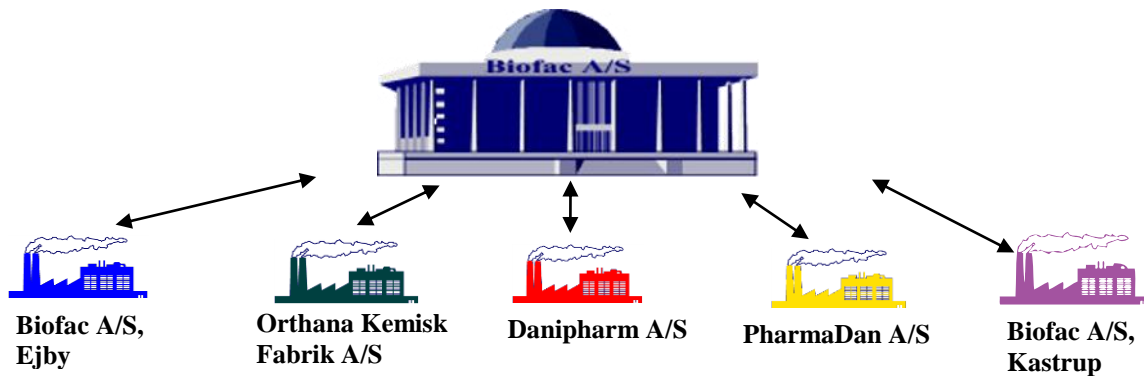 Biofac A/S
Biofac A/S,
Ejby
Orthana Kemisk
Fabrik A/S
Danipharm A/S
PharmaDan A/S
Biofac A/S,
Kastrup